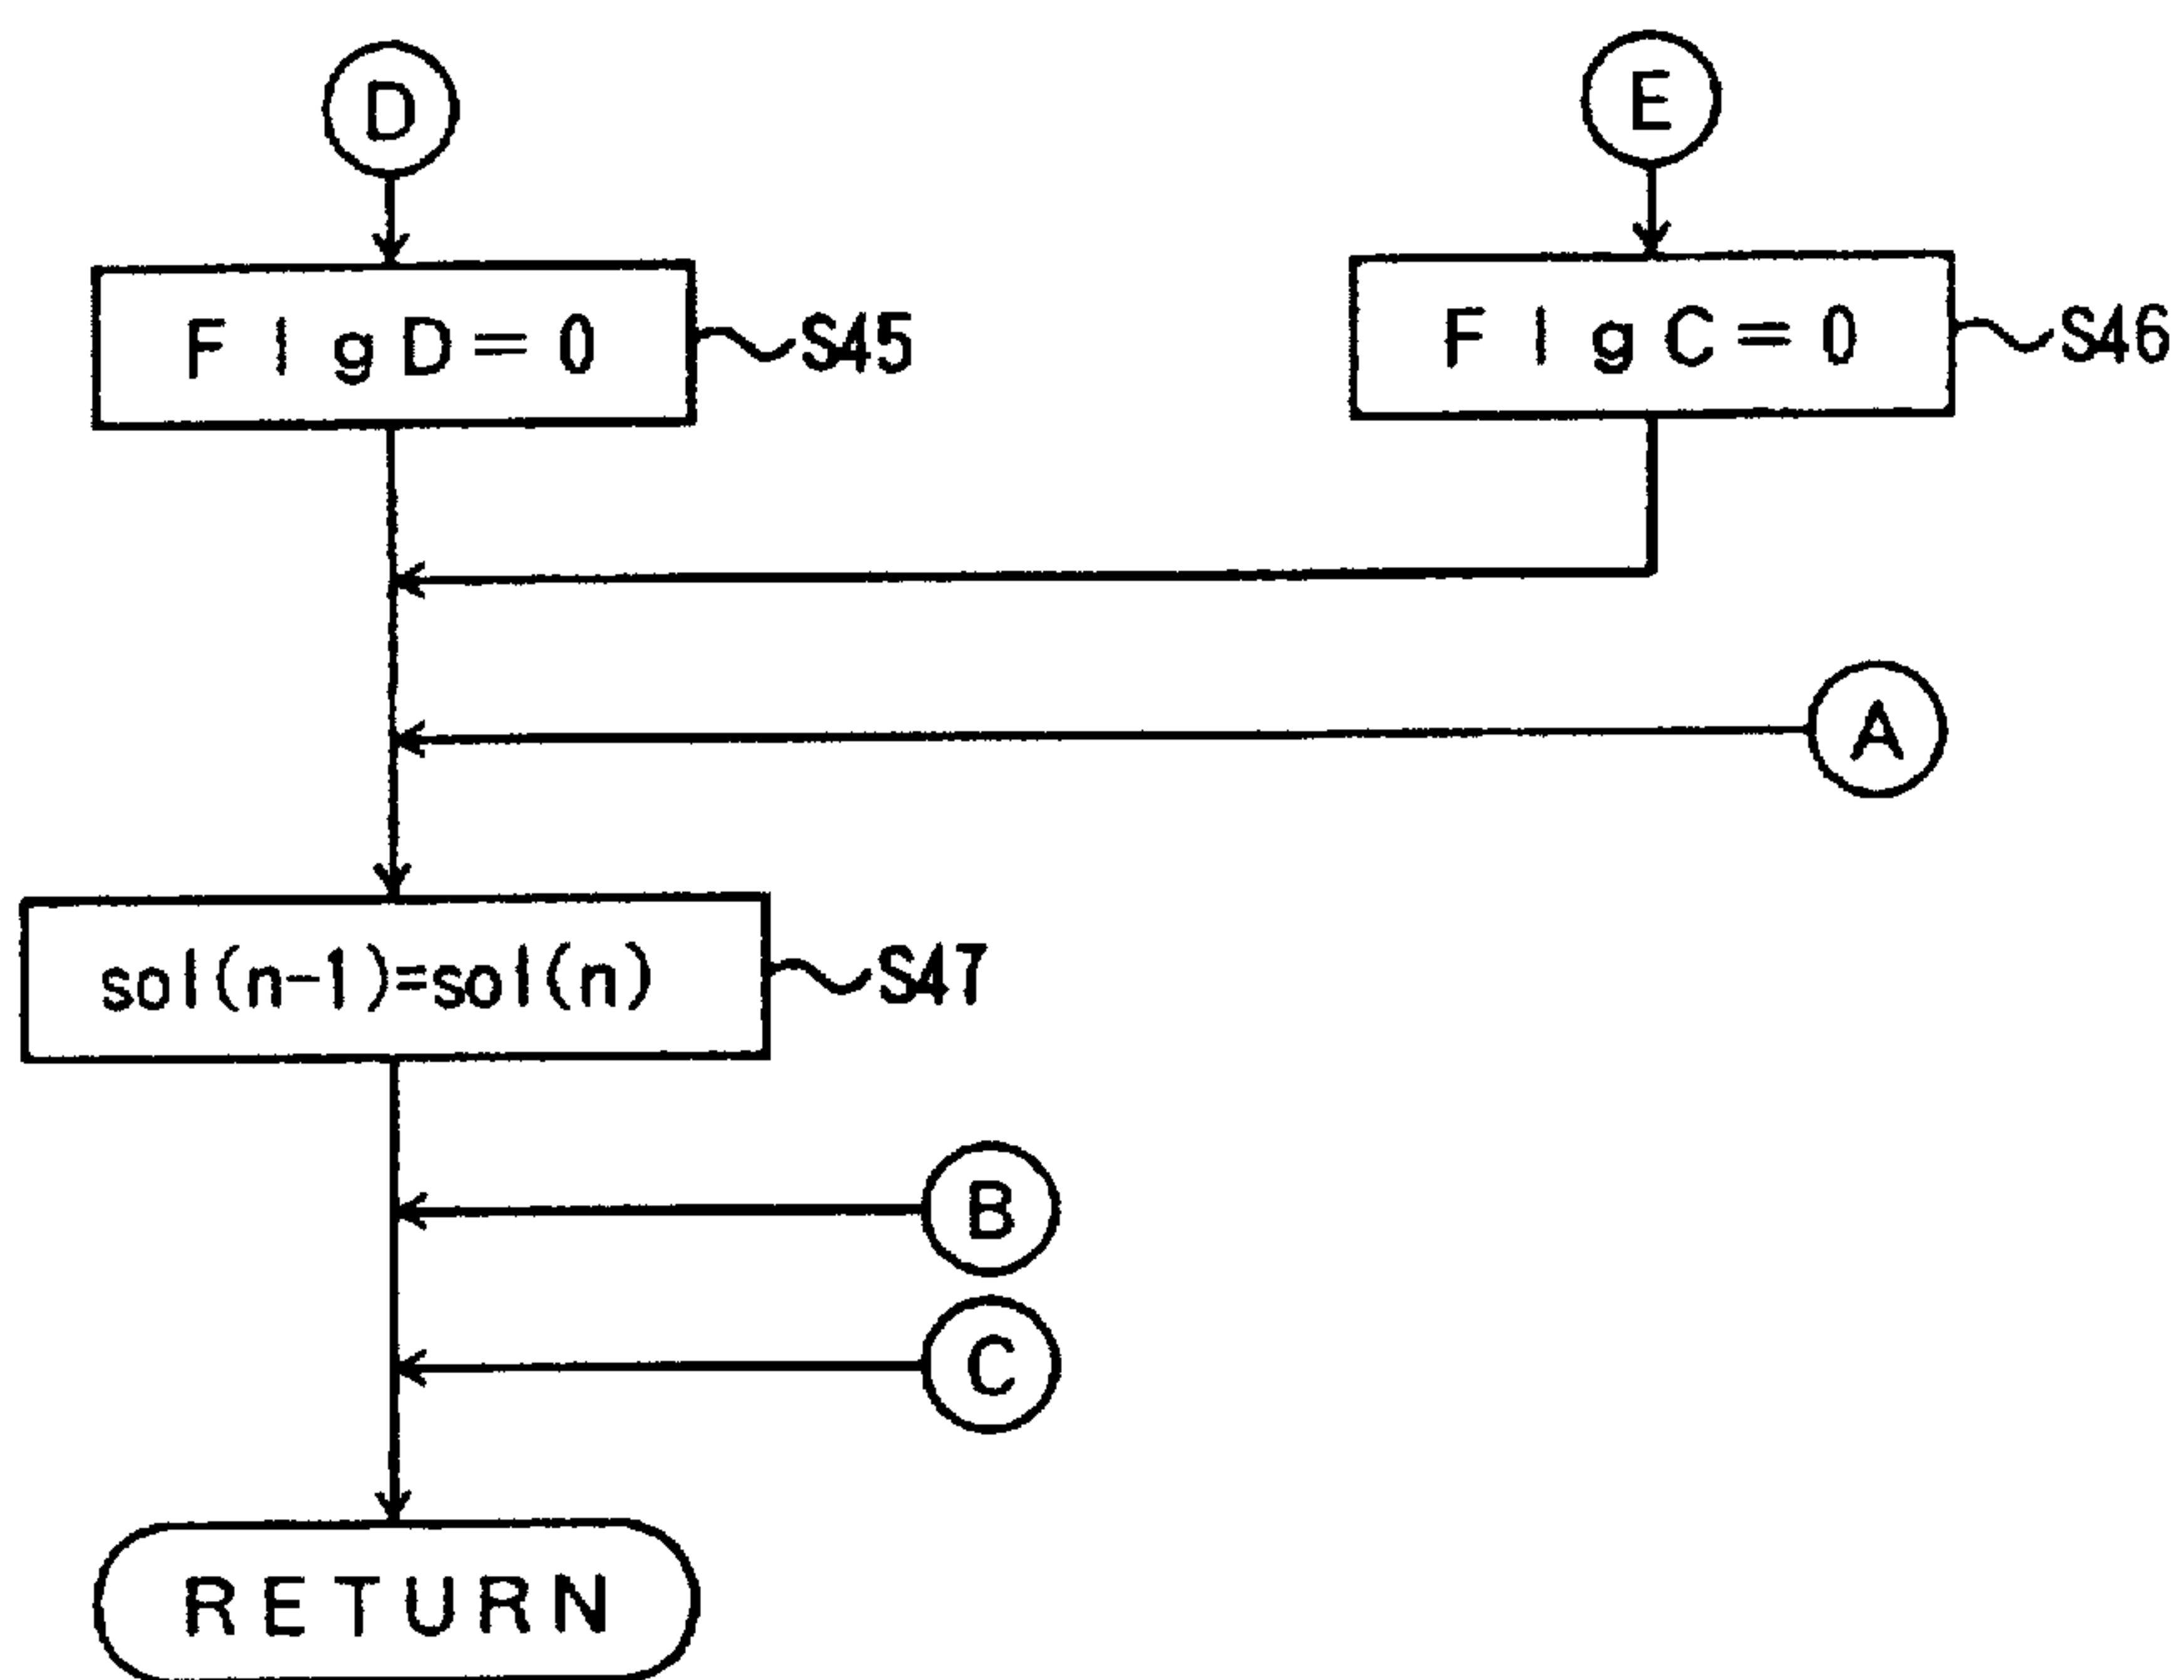 D
E
FlgD=0 S45
FlgC=0 S46
A
sol(n-1)=sol(n) S47
B
C
RETURN